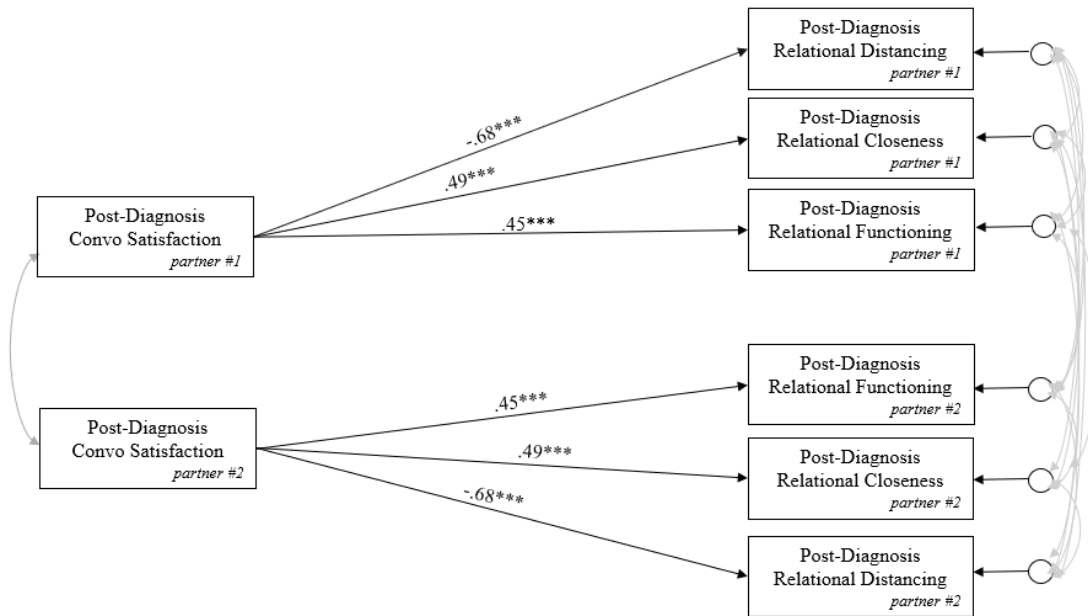 Post-Diagnosis
Relational Distancing
partner #1
-.68***
Post-Diagnosis
Relational Closeness
partner #1
.49***
Post-Diagnosis
Convo Satisfaction
partner #1
.45***
Post-Diagnosis
Relational Functioning
partner #1
Post-Diagnosis
Relational Functioning
partner #2
.45***
Post-Diagnosis
Convo Satisfaction
partner #2
.49***
Post-Diagnosis
Relational Closeness
partner #2
-.68***
Post-Diagnosis
Relational Distancing
partner #2